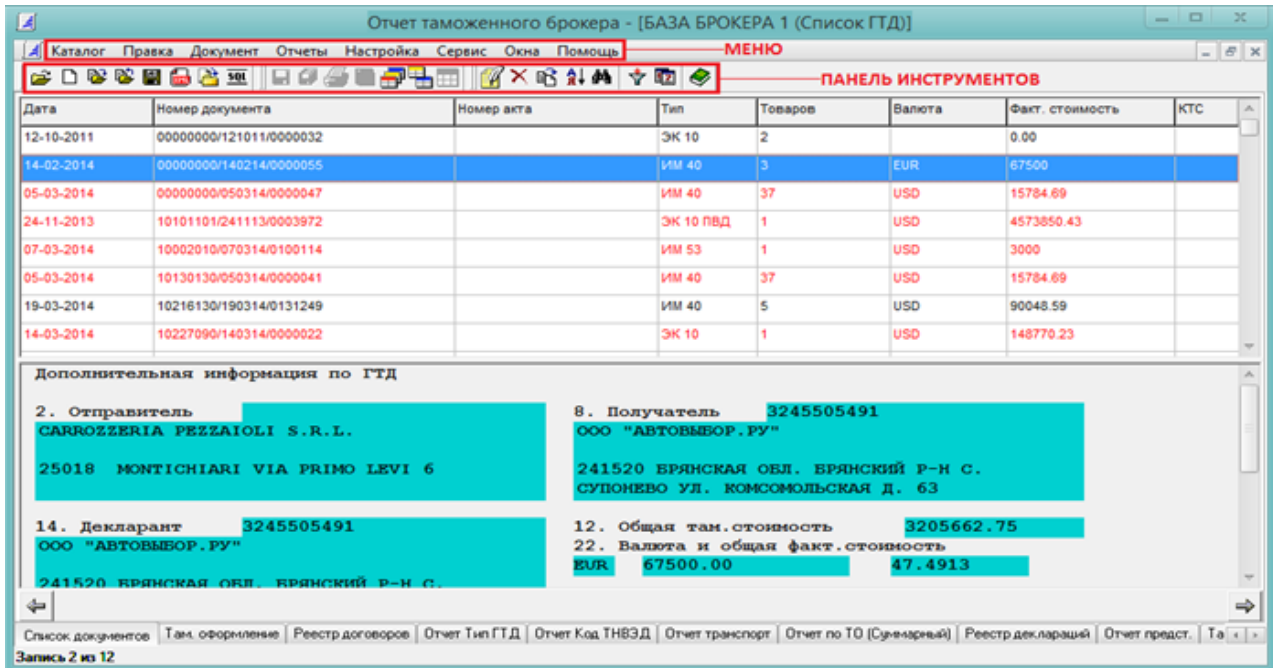 Отчет таможенного брокера - [БАЗА БРОКЕРА 1 (Список ГТД)]
Каталог Правка Документ Отчеты Настройка Сервис Окна Помощь МЕНЮ
SQL ПАНЕЛЬ ИНСТРУМЕНТОВ
Дата Номер документа Номер акта Тип Товаров Валюта Факт. стоимость КТС
12-10-2011 00000000/121011/0000032 ЭК 10 2 0.00
14-02-2014 00000000/140214/0000055 ИМ 40 3 EUR 67500
05-03-2014 00000000/050314/0000047 ИМ 40 37 USD 15784.69
24-11-2013 10101101/241113/0003972 ЭК 10 ПВД 1 USD 4573850.43
07-03-2014 10002010/070314/0100114 ИМ 53 1 USD 3000
05-03-2014 10130130/050314/0000041 ИМ 40 37 USD 15784.69
19-03-2014 10216130/190314/0131249 ИМ 40 5 USD 90048.59
14-03-2014 10227090/140314/0000022 ЭК 10 1 USD 148770.23
Дополнительная информация по ГТД
2. Отправитель 8. Получатель 3245505491
CARROZZERIA PEZZAIOLI S.R.L. ООО "АВТОВЫБОР.РУ"
25018 MONTICHIARI VIA PRIMO LEVI 6 241520 БРЯНСКАЯ ОБЛ. БРЯНСКИЙ Р-Н С.
СУПОНЕВО УЛ. КОМСОМОЛЬСКАЯ Д. 63
14. Декларант 3245505491 12. Общая там.стоимость 3205662.75
ООО "АВТОВЫБОР.РУ" 22. Валюта и общая факт.стоимость
EUR 67500.00 47.4913
241520 БРЯНСКАЯ ОБЛ. БРЯНСКИЙ Р-Н С.
Список документов Там. оформление Реестр договоров Отчет Тип ГТД Отчет Код ТНВЭД Отчет транспорт Отчет по ТО (Суммарный) Реестр деклараций Отчет предст. Та
Запись 2 из 12